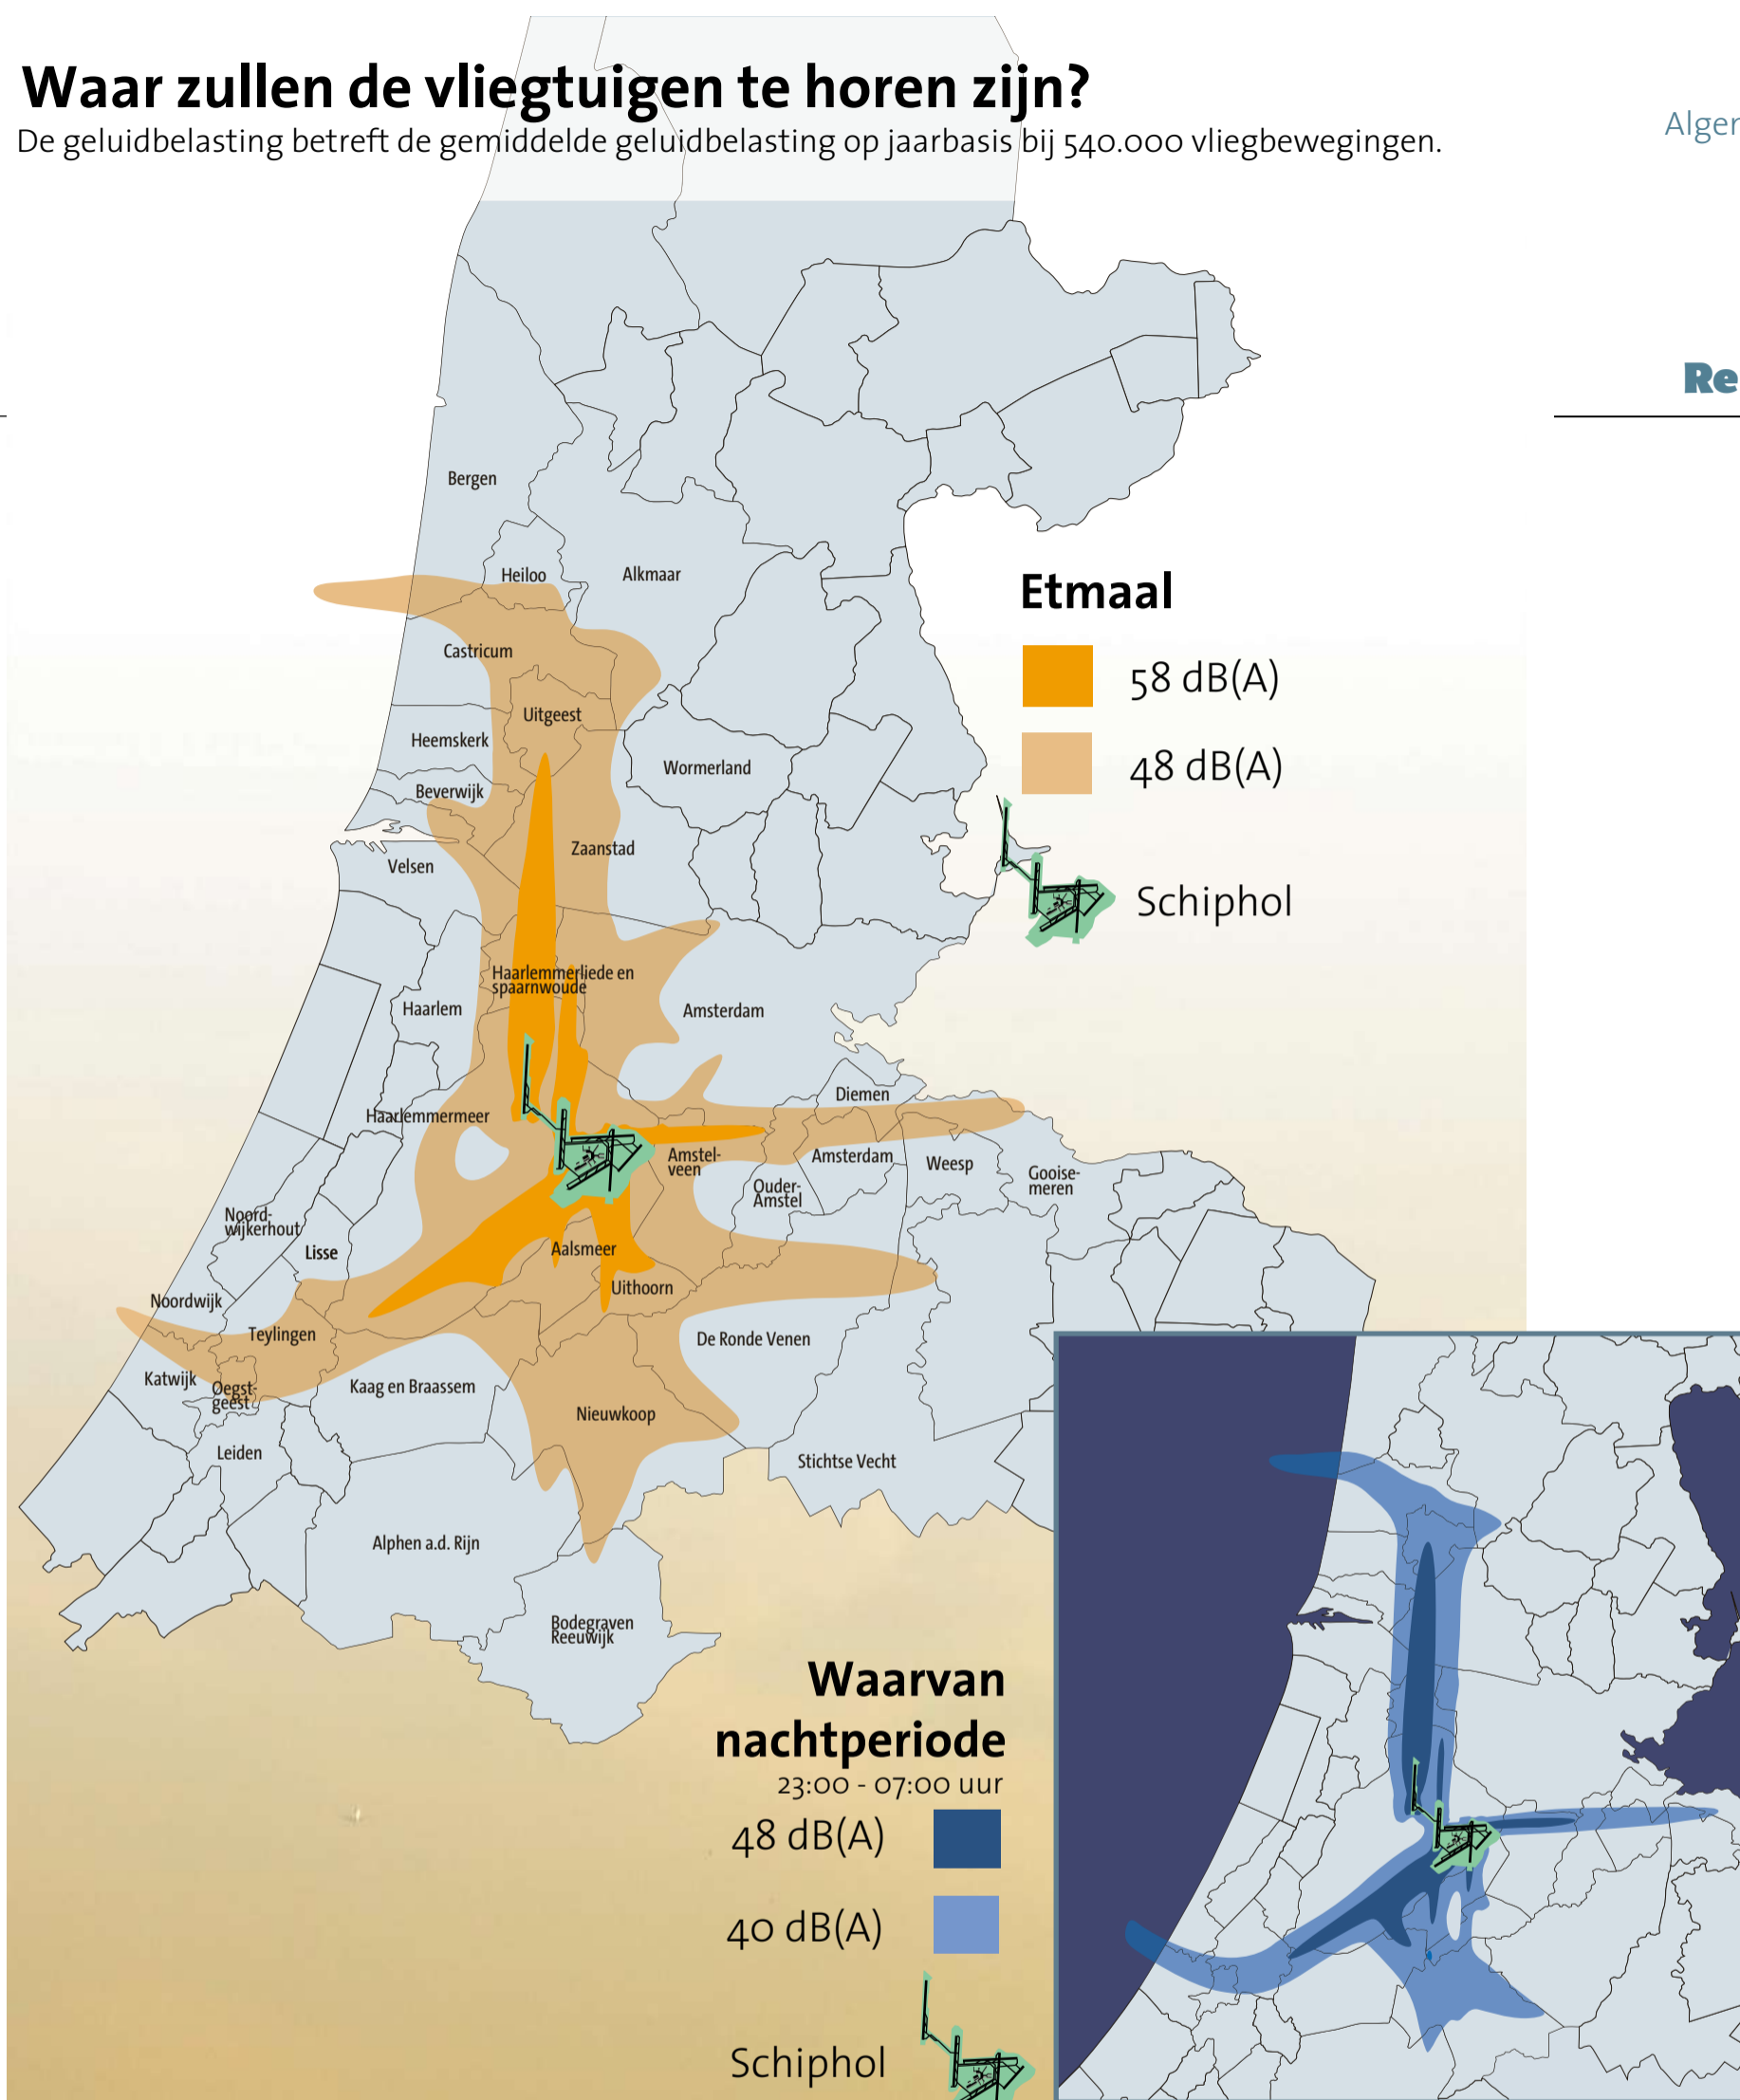 Waar zullen de vliegtuigen te horen zijn?
De geluidbelasting betreft de gemiddelde geluidbelasting op jaarbasis bij 540.000 vliegbewegingen.
Alger
Re
Bergen
Heiloo
Alkmaar
Castricum
Uitgeest
Heemskerk
Beverwijk
Wormerland
Zaanstad
Velsen
Etmaal
58 dB(A)
48 dB(A)
Schiphol
Haarlemmerliede en
spaarnwoude
Haarlem
Amsterdam
Diemen
Haarlemmermeer
Amstel-
veen
Amsterdam
Weesp
Gooise-
meren
Ouder-
Amstel
Noord-
wijkerhout
Lisse
Aalsmeer
Uithoorn
Noordwijk
Teylingen
De Ronde Venen
Katwijk
Oegst-
geest
Kaag en Braassem
Nieuwkoop
Leiden
Stichtse Vecht
Alphen a.d. Rijn
Bodegraven
Reeuwijk
Waarvan
nachtperiode
23:00 - 07:00 uur
48 dB(A)
40 dB(A)
Schiphol